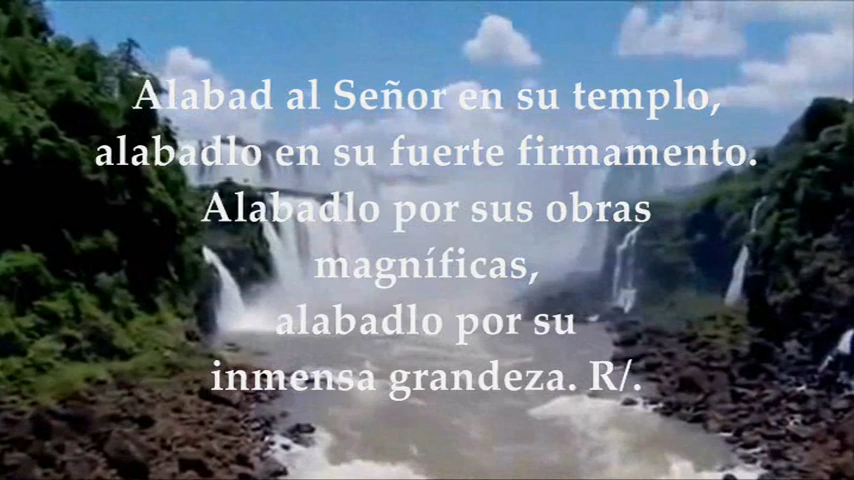 Alabad al Señor en su templo,
alabadlo en su fuerte firmamento.
Alabadlo por sus obras
magníficas,
alabadlo por su
inmensa grandeza. R/.